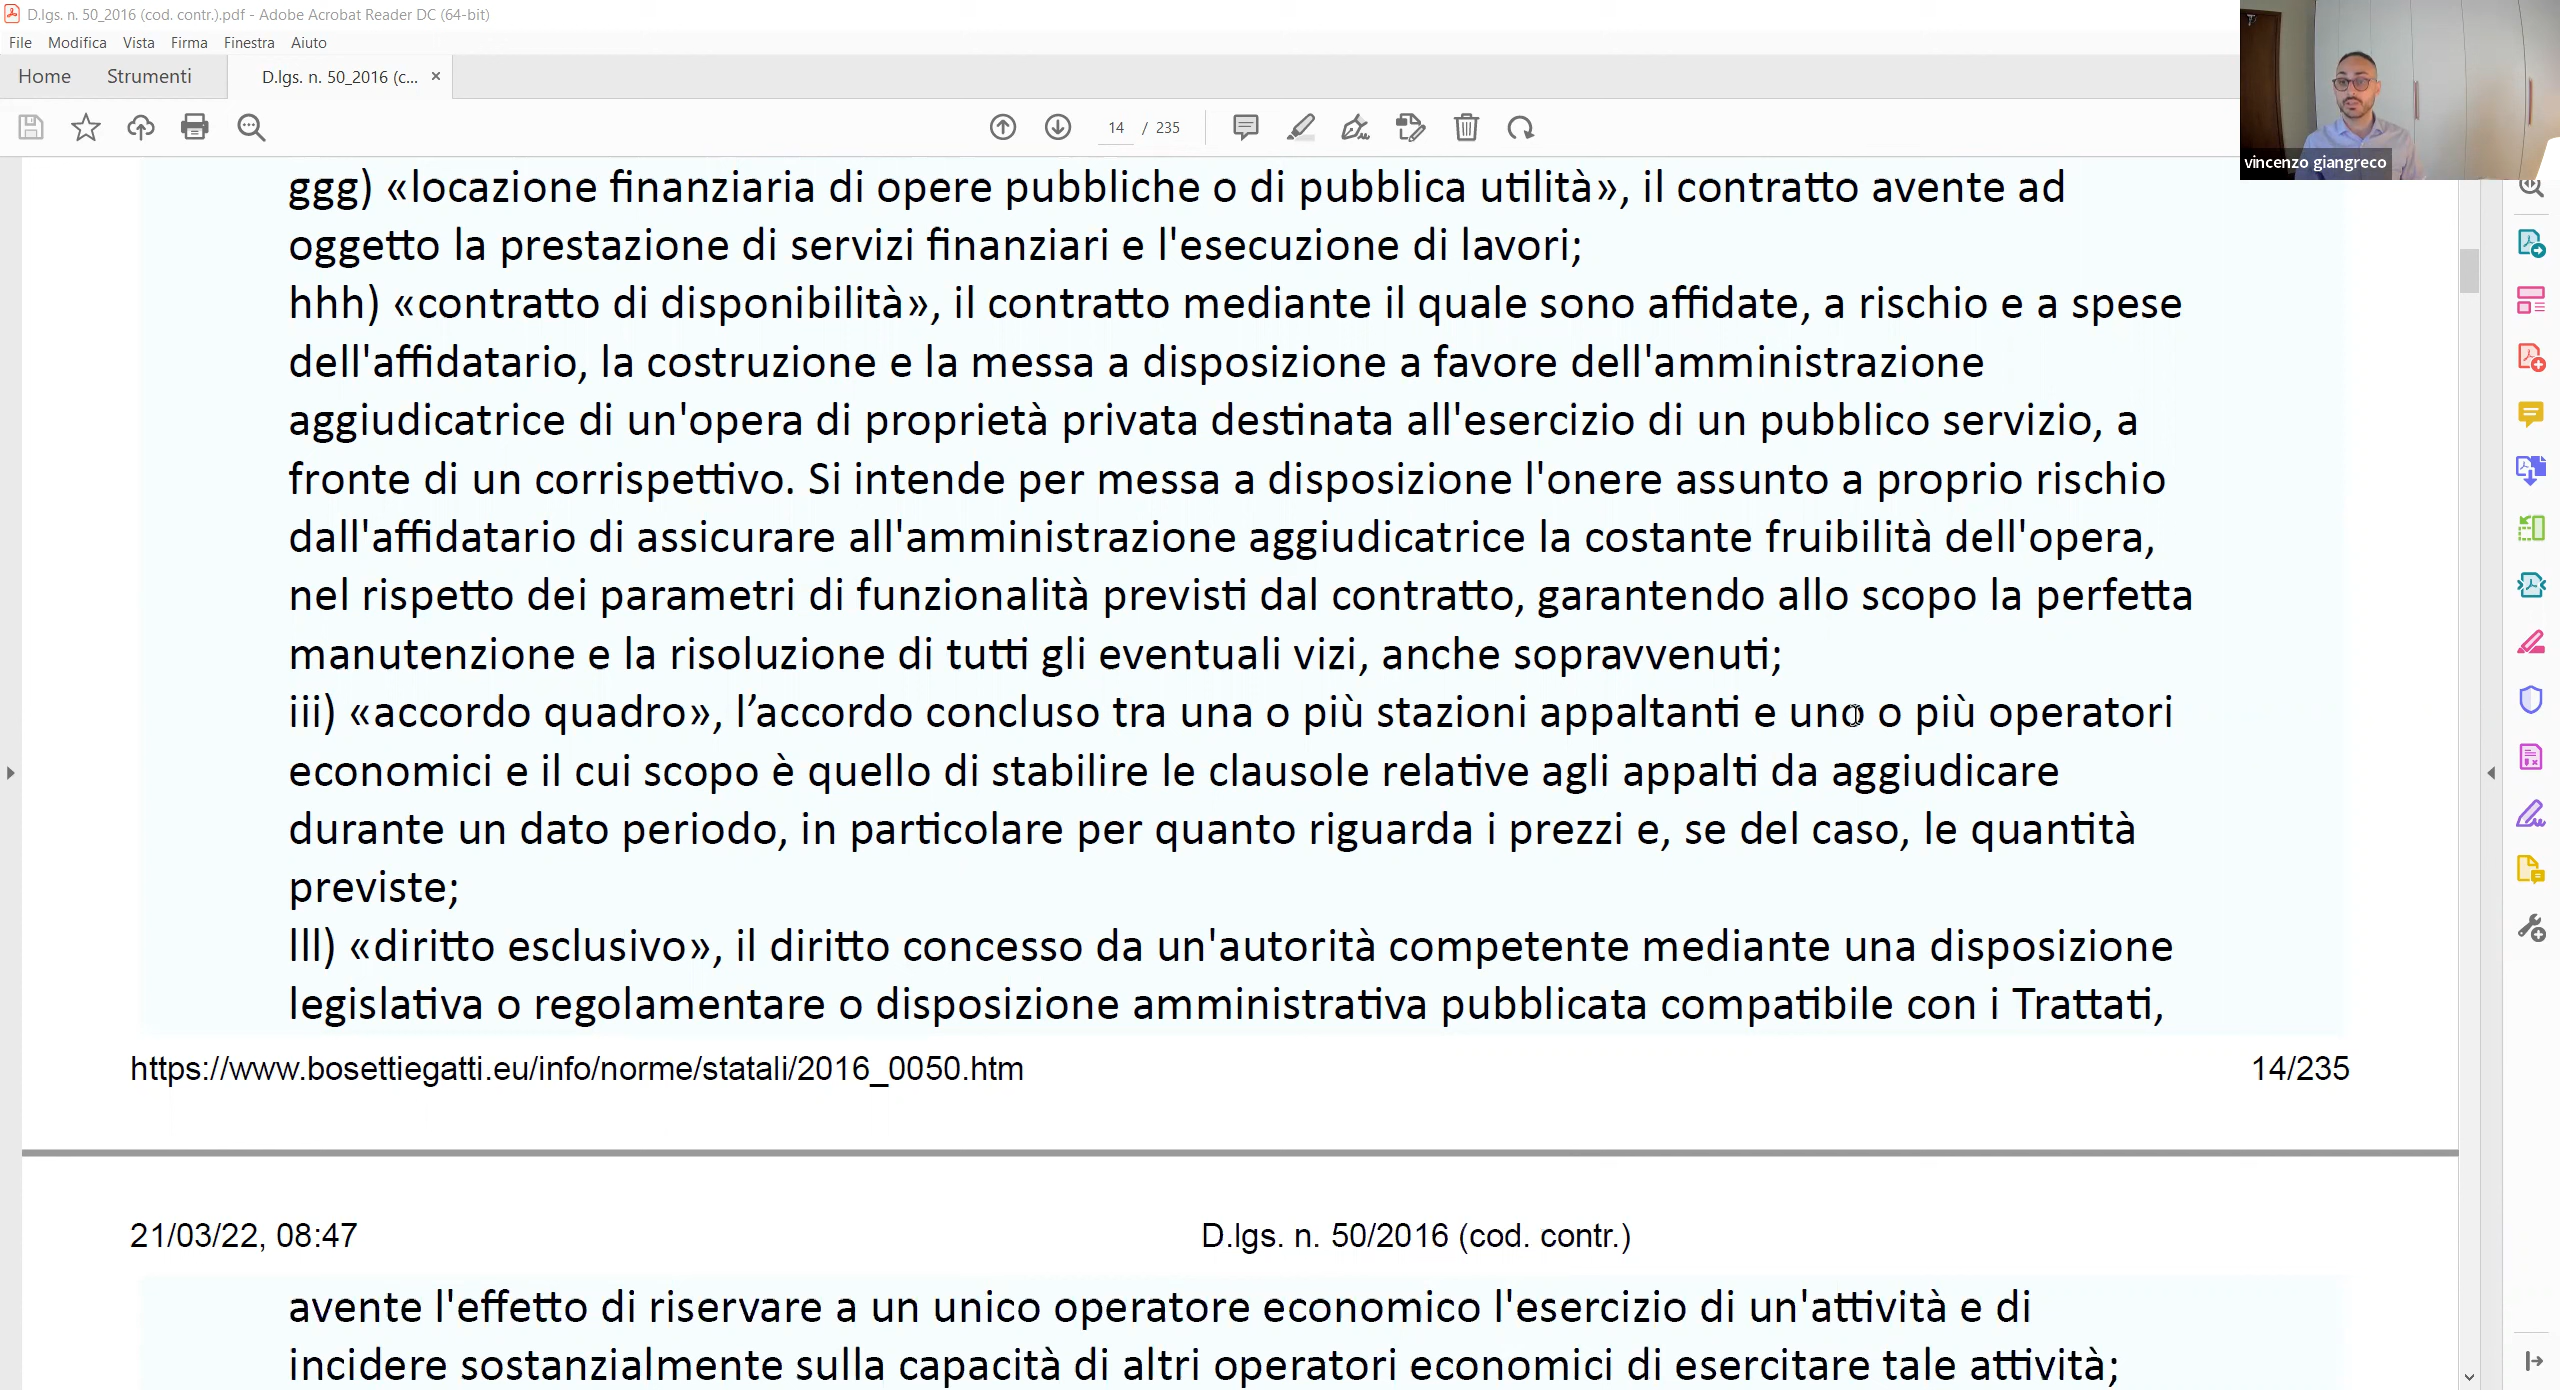 D.lgs. n. 50_2016 (cod. contr.).pdf - Adobe Acrobat Reader DC (64-bit)
File Modifica Vista Firma Finestra Aiuto
Home Strumenti D.lgs. n. 50_2016 (c... ×
14 / 235
vincenzo giangreco
ggg) «locazione finanziaria di opere pubbliche o di pubblica utilità», il contratto avente ad
oggetto la prestazione di servizi finanziari e l'esecuzione di lavori;
hhh) «contratto di disponibilità», il contratto mediante il quale sono affidate, a rischio e a spese
dell'affidatario, la costruzione e la messa a disposizione a favore dell'amministrazione
aggiudicatrice di un'opera di proprietà privata destinata all'esercizio di un pubblico servizio, a
fronte di un corrispettivo. Si intende per messa a disposizione l'onere assunto a proprio rischio
dall'affidatario di assicurare all'amministrazione aggiudicatrice la costante fruibilità dell'opera,
nel rispetto dei parametri di funzionalità previsti dal contratto, garantendo allo scopo la perfetta
manutenzione e la risoluzione di tutti gli eventuali vizi, anche sopravvenuti;
iii) «accordo quadro», l’accordo concluso tra una o più stazioni appaltanti e uno o più operatori
economici e il cui scopo è quello di stabilire le clausole relative agli appalti da aggiudicare
durante un dato periodo, in particolare per quanto riguarda i prezzi e, se del caso, le quantità
previste;
lll) «diritto esclusivo», il diritto concesso da un'autorità competente mediante una disposizione
legislativa o regolamentare o disposizione amministrativa pubblicata compatibile con i Trattati,
https://www.bosettiegatti.eu/info/norme/statali/2016_0050.htm 14/235
21/03/22, 08:47 D.lgs. n. 50/2016 (cod. contr.)
avente l'effetto di riservare a un unico operatore economico l'esercizio di un'attività e di
incidere sostanzialmente sulla capacità di altri operatori economici di esercitare tale attività;